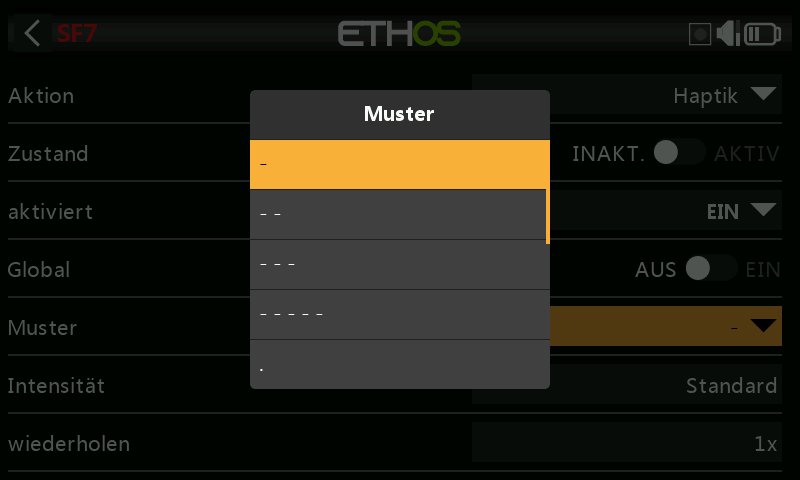 SF7 ETHOS
Aktion Haptik
Zustand INAKT. AKTIV
aktiviert EIN
Global AUS EIN
Muster -
Intensität Standard
wiederholen 1x
Muster
-
- -
- - -
- - - - -
.